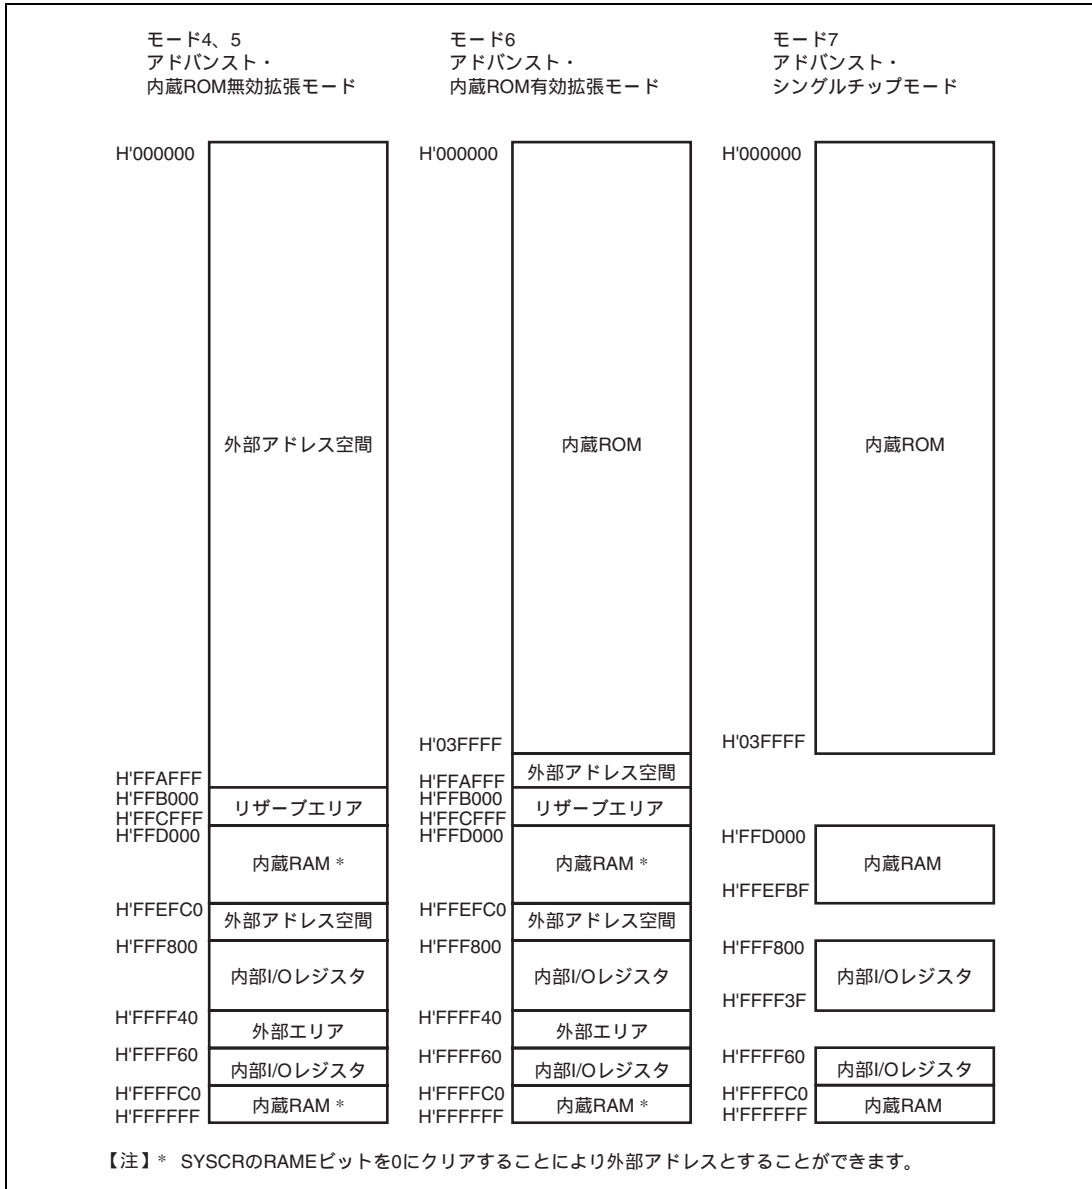 モード4、5
アドバンスト・
内蔵ROM無効拡張モード
H'000000
外部アドレス空間
H'FFAFFF
H'FFB000
リザーブエリア
H'FFCFFF
H'FFD000
内蔵RAM *
H'FFEFC0
外部アドレス空間
H'FFF800
内部I/Oレジスタ
H'FFFF40
外部エリア
H'FFFF60
内部I/Oレジスタ
H'FFFFC0
内蔵RAM *
H'FFFFFF
モード6
アドバンスト・
内蔵ROM有効拡張モード
H'000000
内蔵ROM
H'03FFFF
外部アドレス空間
H'FFAFFF
H'FFB000
リザーブエリア
H'FFCFFF
H'FFD000
内蔵RAM *
H'FFEFC0
外部アドレス空間
H'FFF800
内部I/Oレジスタ
H'FFFF40
外部エリア
H'FFFF60
内部I/Oレジスタ
H'FFFFC0
内蔵RAM *
H'FFFFFF
モード7
アドバンスト・
シングルチップモード
H'000000
内蔵ROM
H'03FFFF
H'FFD000
内蔵RAM
H'FFEFBF
H'FFF800
内部I/Oレジスタ
H'FFFF3F
H'FFFF60
内部I/Oレジスタ
H'FFFFC0
内蔵RAM
H'FFFFFF
【注】* SYSCRのRAMEビットを0にクリアすることにより外部アドレスとすることができます。